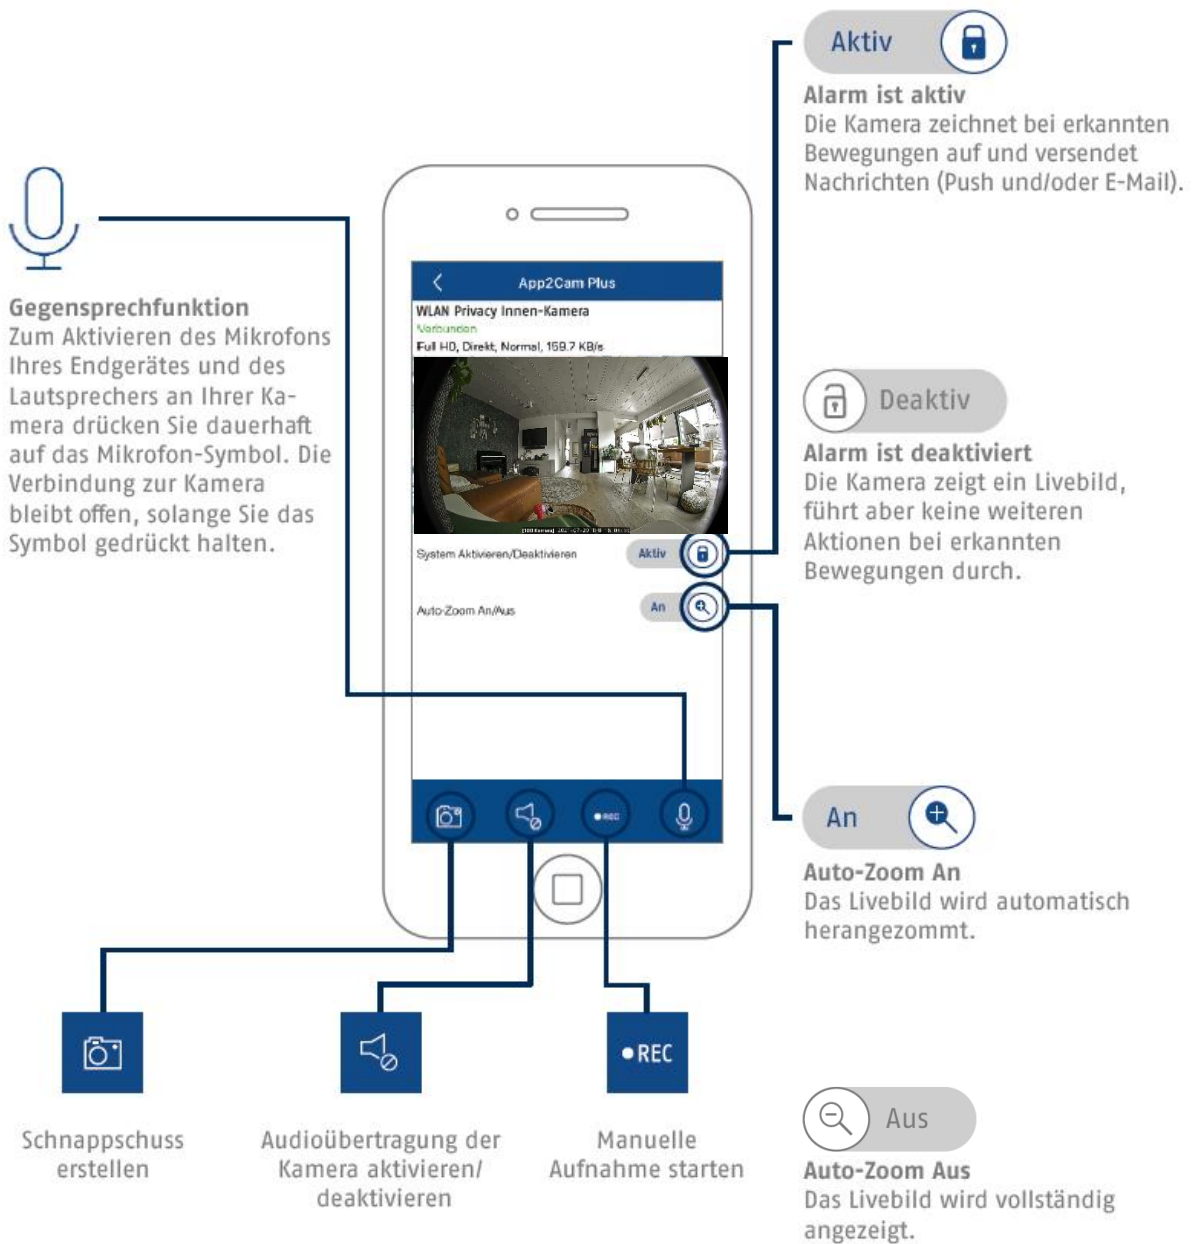 Aktiv
Alarm ist aktiv
Die Kamera zeichnet bei erkannten
Bewegungen auf und versendet
Nachrichten (Push und/oder E-Mail).
Gegensprechfunktion
Zum Aktivieren des Mikrofons
Ihres Endgerätes und des
Lautsprechers an Ihrer Ka-
mera drücken Sie dauerhaft
auf das Mikrofon-Symbol. Die
Verbindung zur Kamera
bleibt offen, solange Sie das
Symbol gedrückt halten.
App2Cam Plus
WLAN Privacy Innen-Kamera
Verbunden
Full HD, Direkt, Normal, 159.7 KB/s
System Aktivieren/Deaktivieren
Aktiv
Auto-Zoom An/Aus
An
REC
Deaktiv
Alarm ist deaktiviert
Die Kamera zeigt ein Livebild,
führt aber keine weiteren
Aktionen bei erkannten
Bewegungen durch.
An
Auto-Zoom An
Das Livebild wird automatisch
herangezommt.
Schnappschuss
erstellen
Audioübertragung der
Kamera aktivieren/
deaktivieren
REC
Manuelle
Aufnahme starten
Aus
Auto-Zoom Aus
Das Livebild wird vollständig
angezeigt.